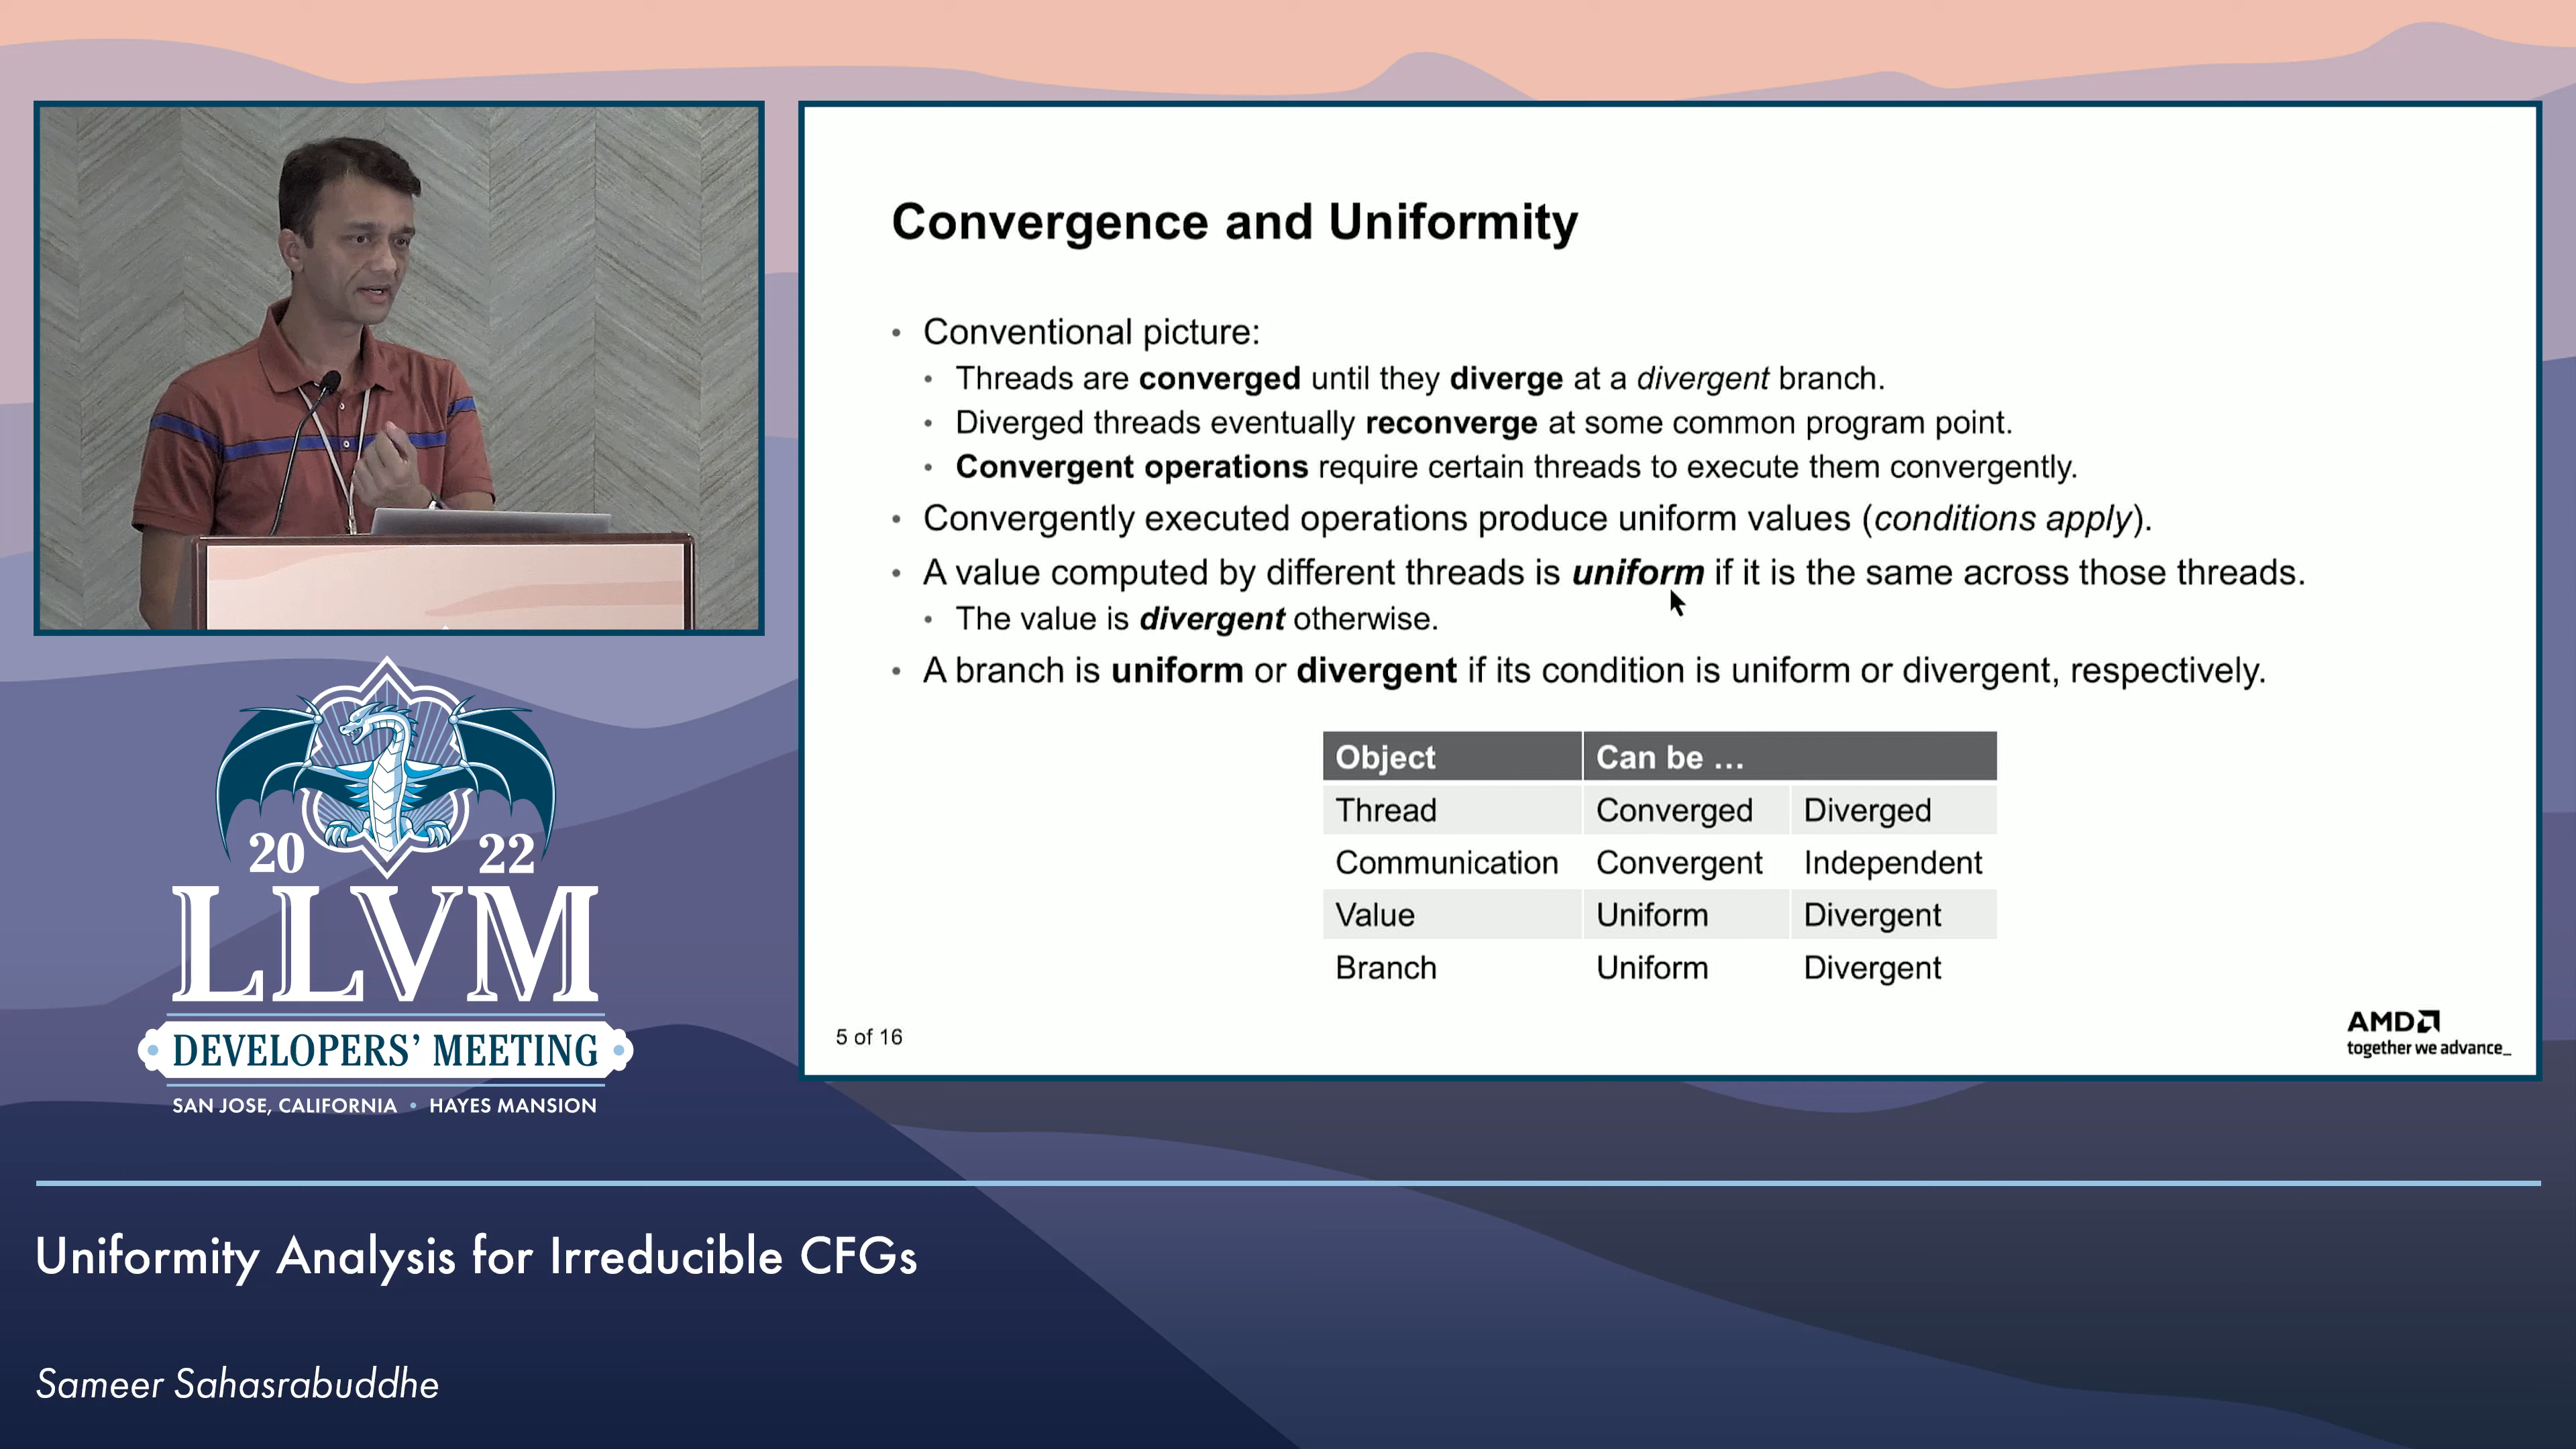 Convergence and Uniformity
• Conventional picture:
• Threads are converged until they diverge at a divergent branch.
• Diverged threads eventually reconverge at some common program point.
• Convergent operations require certain threads to execute them convergently.
• Convergently executed operations produce uniform values (conditions apply).
• A value computed by different threads is uniform if it is the same across those threads.
• The value is divergent otherwise.
• A branch is uniform or divergent if its condition is uniform or divergent, respectively.
Object Can be …
Thread Converged Diverged
Communication Convergent Independent
Value Uniform Divergent
Branch Uniform Divergent
5 of 16
AMD
together we advance_
20 22
LLVM
DEVELOPERS' MEETING
SAN JOSE, CALIFORNIA • HAYES MANSION
Uniformity Analysis for Irreducible CFGs
Sameer Sahasrabuddhe